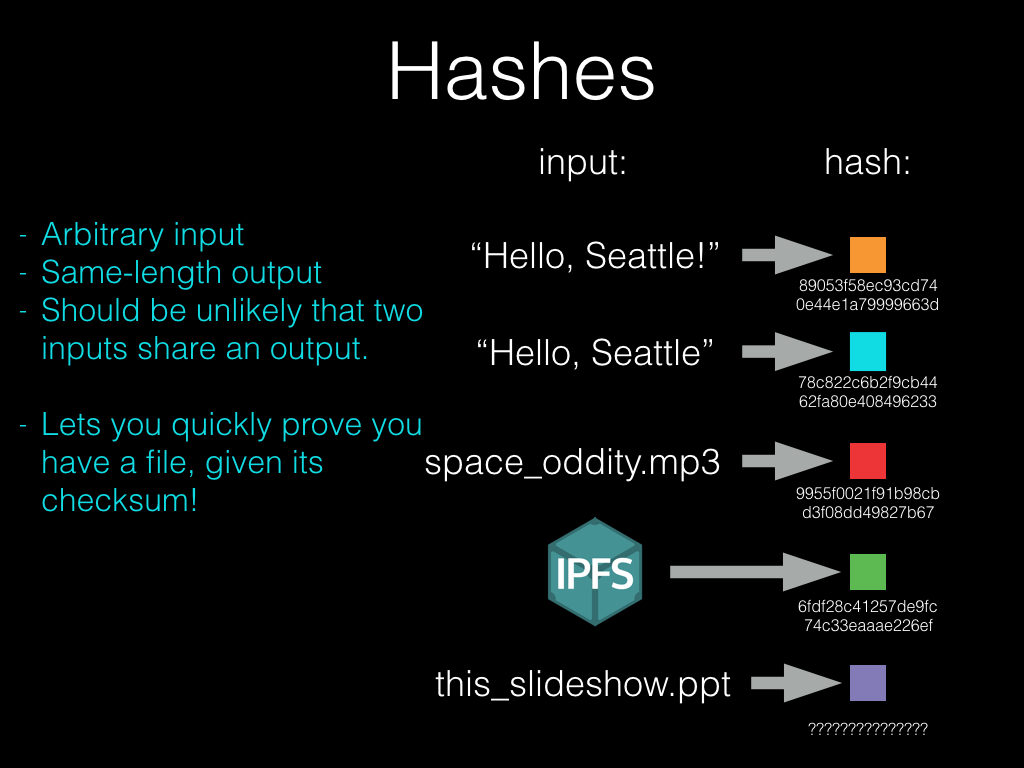 Hashes
input:
hash:
- Arbitrary input
- Same-length output
- Should be unlikely that two
inputs share an output.
- Lets you quickly prove you
have a file, given its
checksum!
“Hello, Seattle!”
89053f58ec93cd74
0e44e1a79999663d
“Hello, Seattle”
78c822c6b2f9cb44
62fa80e408496233
space_oddity.mp3
9955f0021f91b98cb
d3f08dd49827b67
IPFS
6fdf28c41257de9fc
74c33eaaae226ef
this_slideshow.ppt
???????????????